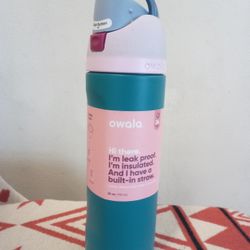 owala
Hi there.
I'm leak proof.
I'm insulated.
And I have a
built-in straw.